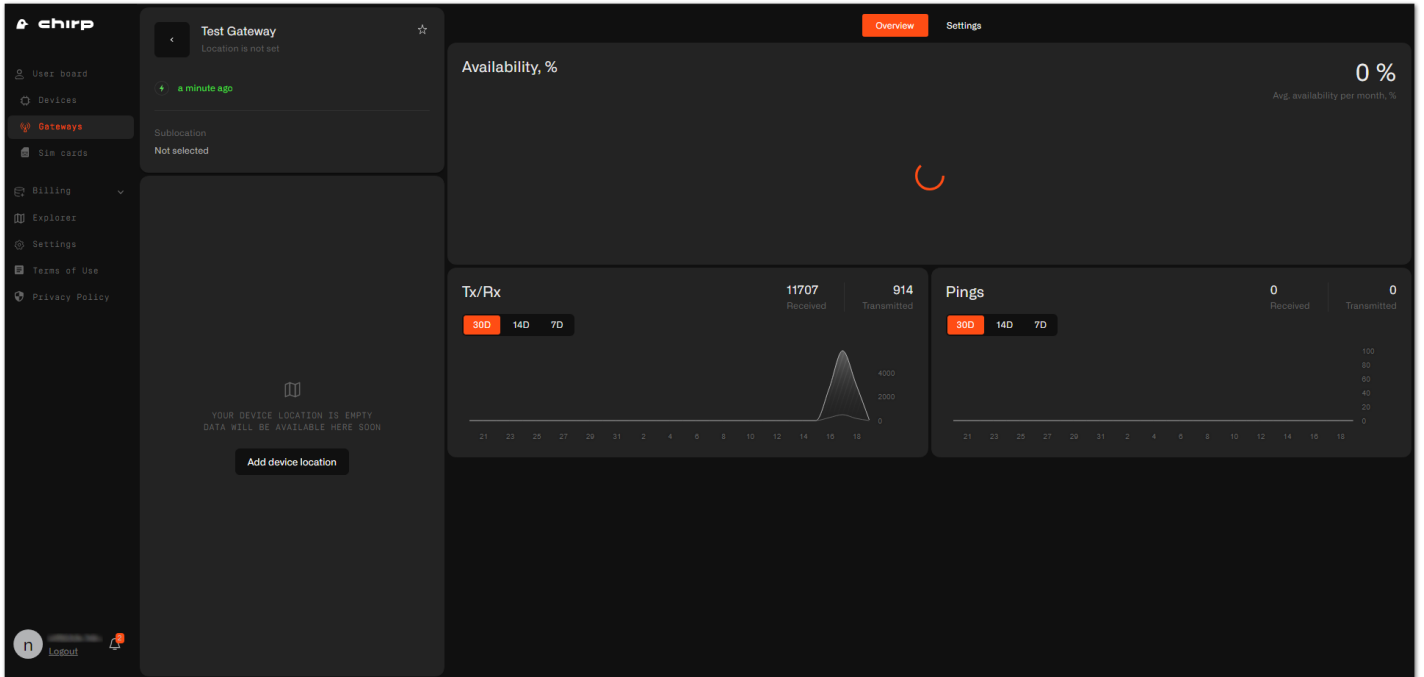 chirp
User board
Devices
Gateways
Sim cards
Billing
Explorer
Settings
Terms of Use
Privacy Policy
n
Logout
2
Test Gateway
Location is not set
a minute ago
Sublocation
Not selected
YOUR DEVICE LOCATION IS EMPTY
DATA WILL BE AVAILABLE HERE SOON
Add device location
Overview Settings
Availability, %
0 %
Avg. availability per month, %
Tx/Rx
11707 914
Received Transmitted
30D 14D 7D
4000
2000
0
21 23 25 27 29 31 2 4 6 8 10 12 14 16 18
Pings
0 0
Received Transmitted
30D 14D 7D
100
80
60
40
20
0
21 23 25 27 29 31 2 4 6 8 10 12 14 16 18